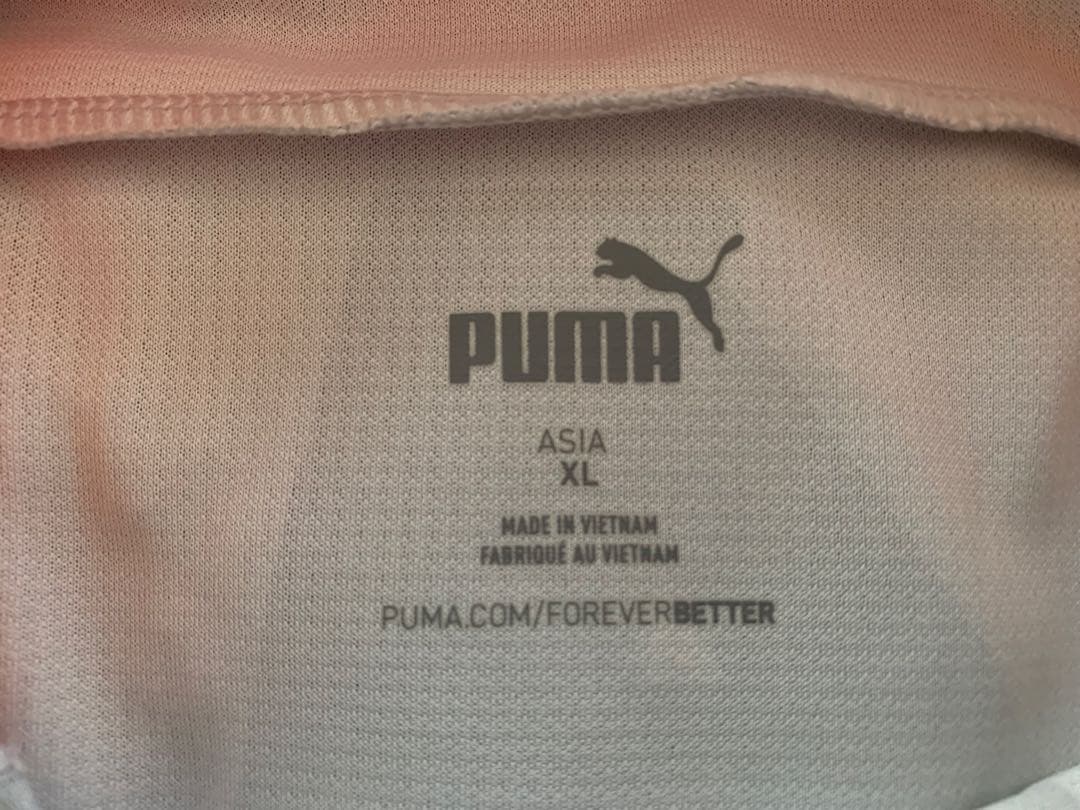 PUMA
ASIA
XL
MADE IN VIETNAM
FABRIQUÉ AU VIETNAM
PUMA.COM/FOREVERBETTER